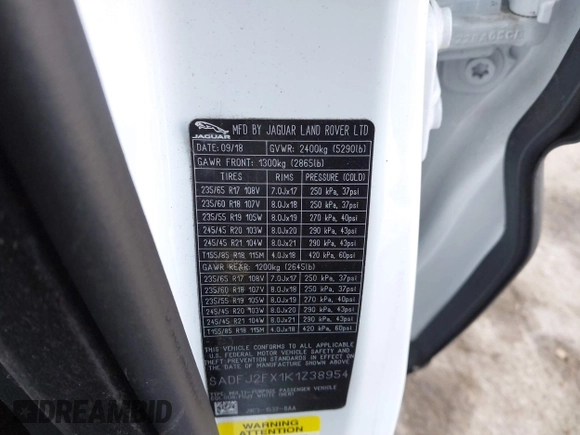 JAGUAR
MFD BY JAGUAR LAND ROVER LTD
DATE: 09/18 GVWR: 2400kg (5290lb)
GAWR FRONT: 1300kg (2865lb)
TIRES RIMS PRESSURE (COLD)
235/65 R17 108V 7.0Jx17 250 kPa, 37psi
235/60 R18 107V 8.0Jx18 250 kPa, 37psi
235/55 R19 105W 8.0Jx19 270 kPa, 40psi
245/45 R20 103W 8.0Jx20 290 kPa, 43psi
245/45 R21 104W 8.0Jx21 290 kPa, 43psi
T155/85 R18 115M 4.0Jx18 420 kPa, 60psi
GAWR REAR: 1200kg (2645lb)
235/65 R17 108V 7.0Jx17 250 kPa, 37psi
235/60 R18 107V 8.0Jx18 250 kPa, 37psi
235/55 R19 105W 8.0Jx19 270 kPa, 40psi
245/45 R20 103W 8.0Jx20 290 kPa, 43psi
245/45 R21 104W 8.0Jx21 290 kPa, 43psi
T155/85 R18 115M 4.0Jx18 420 kPa, 60psi
THIS VEHICLE CONFORMS TO ALL APPLICABLE
U.S. FEDERAL MOTOR VEHICLE SAFETY
STANDARDS IN EFFECT ON THE DATE OF
MANUFACTURE SHOWN ABOVE
SADFJ2FX1K1Z38954
TYPE: MULTI-PURPOSE PASSENGER VEHICLE
BATTERY WARNING
DREAMBID